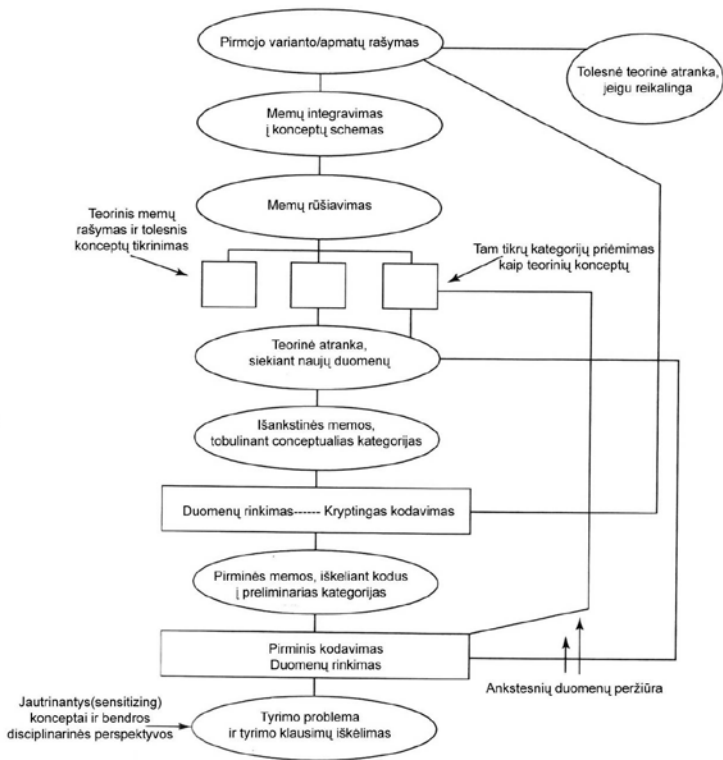 Pirmojo varianto/apmatų rašymas
Tolesnė teorinė atranka,
jeigu reikalinga
Memų integravimas
į konceptų schemas
Memų rūšiavimas
Teorinis memų
rašymas ir tolesnis
konceptų tikrinimas
Tam tikrų kategorijų priėmimas
kaip teorinių konceptų
Teorinė atranka,
siekiant naujų duomenų
Išankstinės memos,
tobulinant conceptualias kategorijas
Duomenų rinkimas------ Kryptingas kodavimas
Pirminės memos, iškeliant kodus
į preliminarias kategorijas
Pirminis kodavimas
Duomenų rinkimas
Ankstesnių duomenų peržiūra
Jautrinantys(sensitizing)
konceptai ir bendros
disciplinarinės perspektyvos
Tyrimo problema
ir tyrimo klausimų iškėlimas